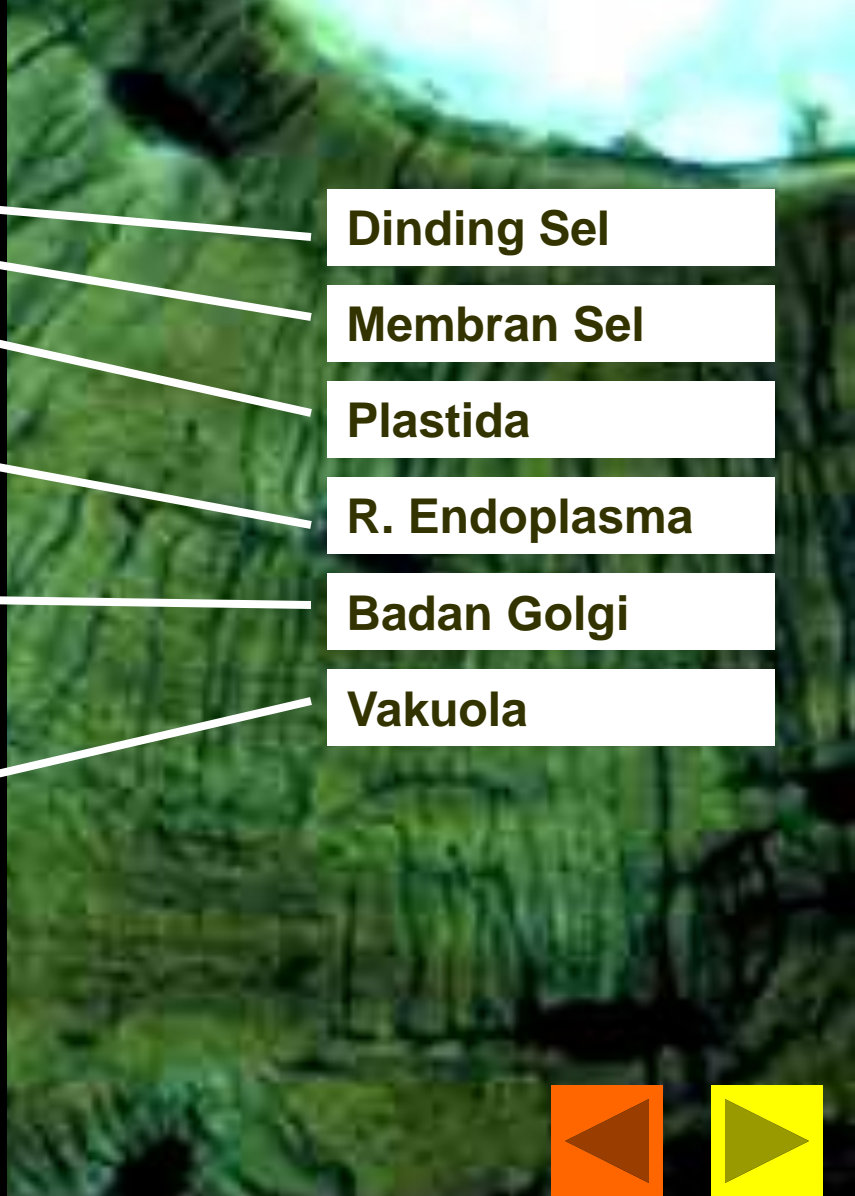 Dinding Sel
Membran Sel
Plastida
R. Endoplasma
Badan Golgi
Vakuola